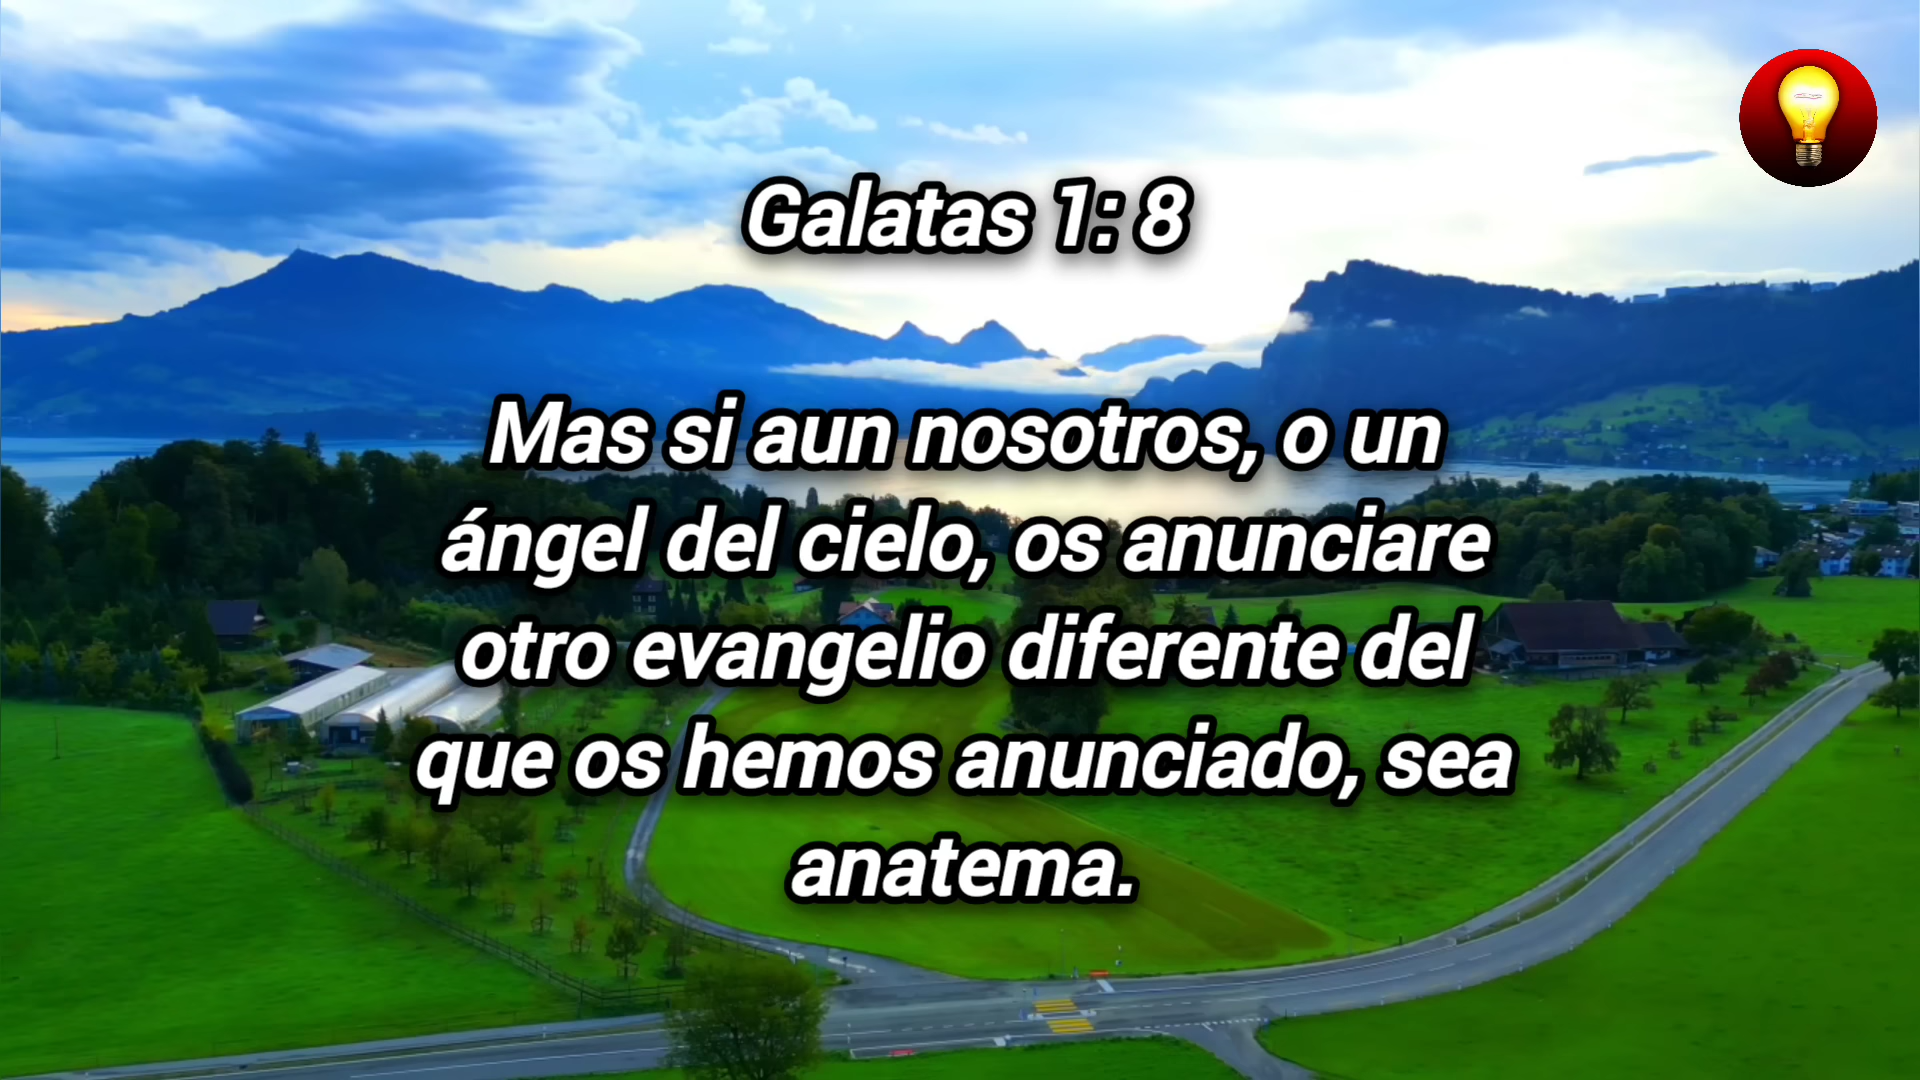 Galatas 1: 8
Mas si aun nosotros, o un
ángel del cielo, os anunciare
otro evangelio diferente del
que os hemos anunciado, sea
anatema.